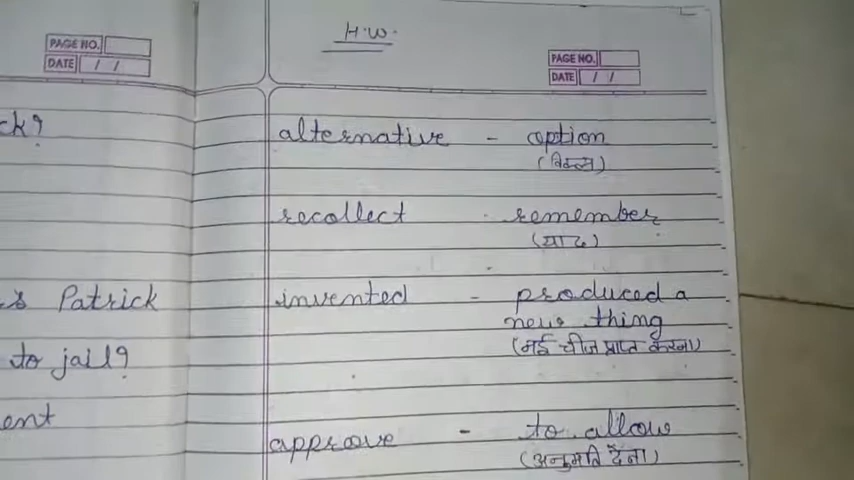 PAGE NO.
DATE / /
ck?
s Patrick
to jail?
ent
H.W.
PAGE NO.
DATE / /
alternative - option
(विकल्प)
recollect - remember
(याद)
invented - produced a
new thing
(नई चीज प्राप्त करना)
approve - to allow
(अनुमति देना)